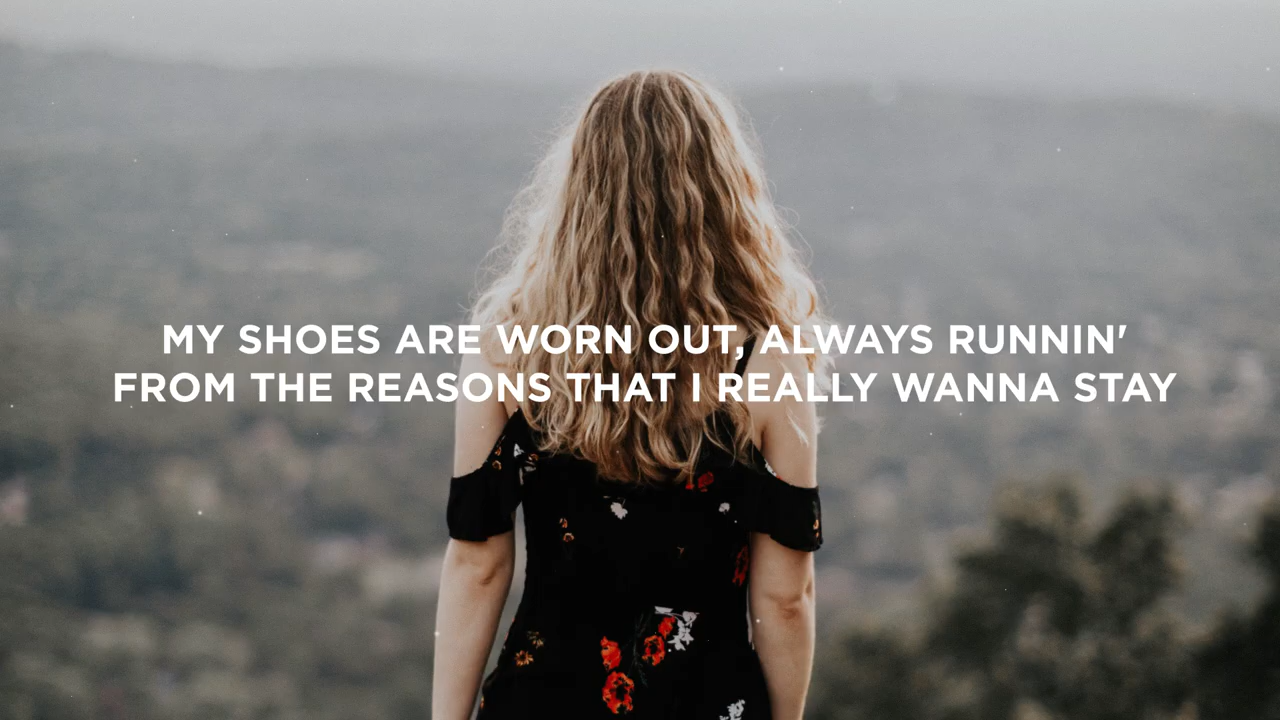 MY SHOES ARE WORN OUT, ALWAYS RUNNIN'
FROM THE REASONS THAT I REALLY WANNA STAY